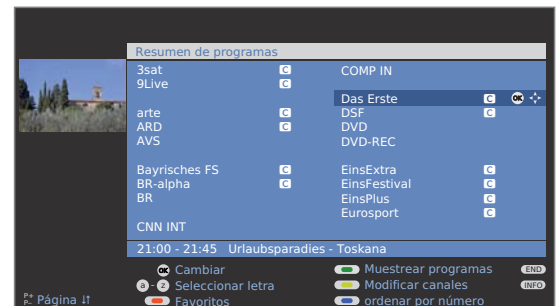 Resumen de programas
3sat C COMP IN
9Live C
Das Erste C OK
arte C DSF C
ARD C DVD
AVS DVD-REC
Bayrisches FS C EinsExtra C
BR-alpha C EinsFestival C
BR EinsPlus C
Eurosport C
CNN INT
21:00 - 21:45 Urlaubsparadies - Toskana
OK Cambiar Muestrear programas END
a - z Seleccionar letra Modificar canales INFO
P+ P- Página Favoritos ordenar por número